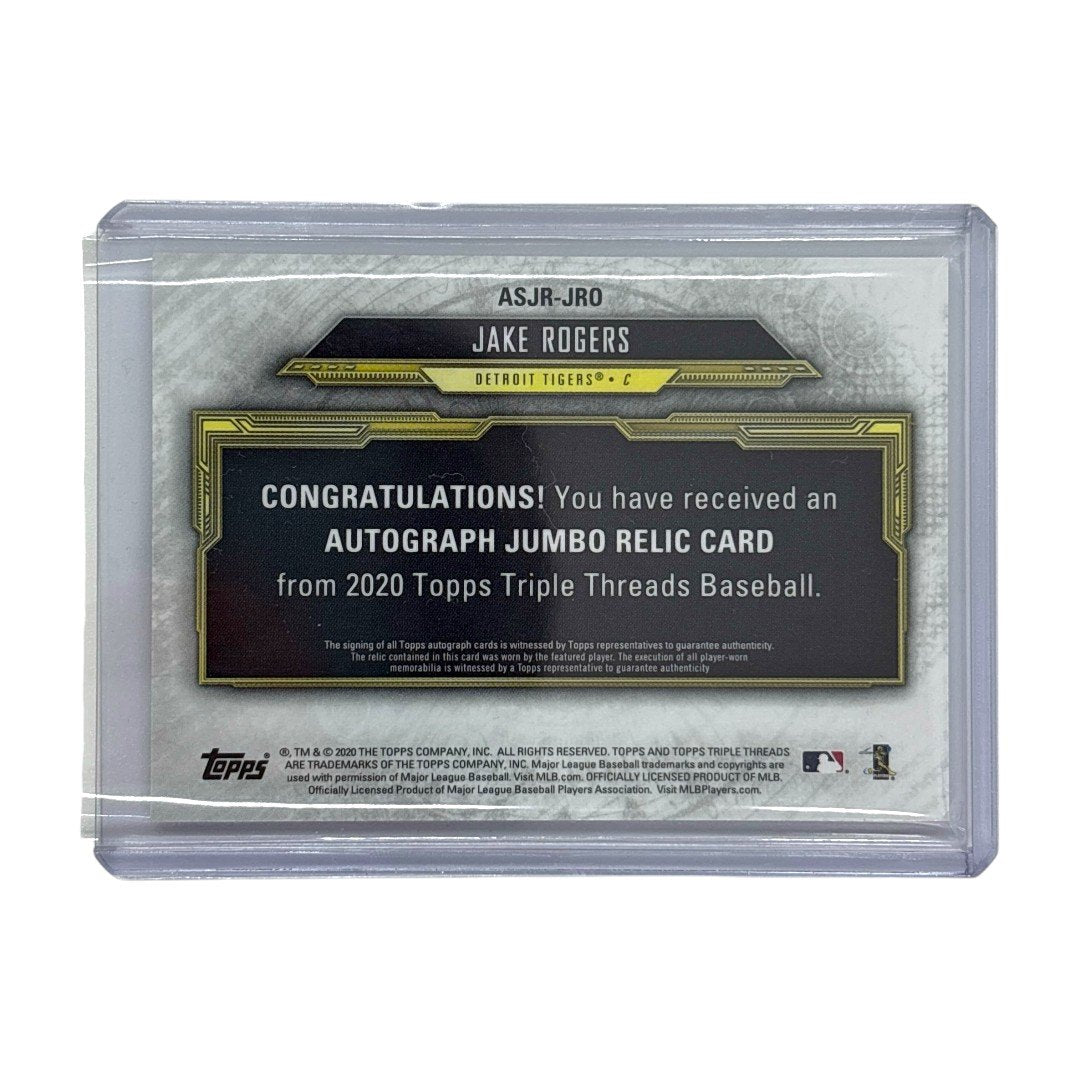 ASJR-JRO
JAKE ROGERS
DETROIT TIGERS® • C
CONGRATULATIONS! You have received an
AUTOGRAPH JUMBO RELIC CARD
from 2020 Topps Triple Threads Baseball.
The signing of all Topps autograph cards is witnessed by Topps representatives to guarantee authenticity.
The relic contained in this card was worn by the featured player. The execution of all player-worn
memorabilia is witnessed by a Topps representative to guarantee authenticity
Topps®
®, TM & © 2020 THE TOPPS COMPANY, INC. ALL RIGHTS RESERVED. TOPPS AND TOPPS TRIPLE THREADS
ARE TRADEMARKS OF THE TOPPS COMPANY, INC. Major League Baseball trademarks and copyrights are
used with permission of Major League Baseball. Visit MLB.com. OFFICIALLY LICENSED PRODUCT OF MLB.
Officially Licensed Product of Major League Baseball Players Association. Visit MLBPlayers.com.